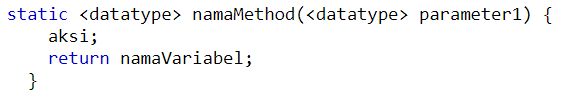 static <datatype> namaMethod(<datatype> parameter1) {
    aksi;
    return namaVariabel;
  }